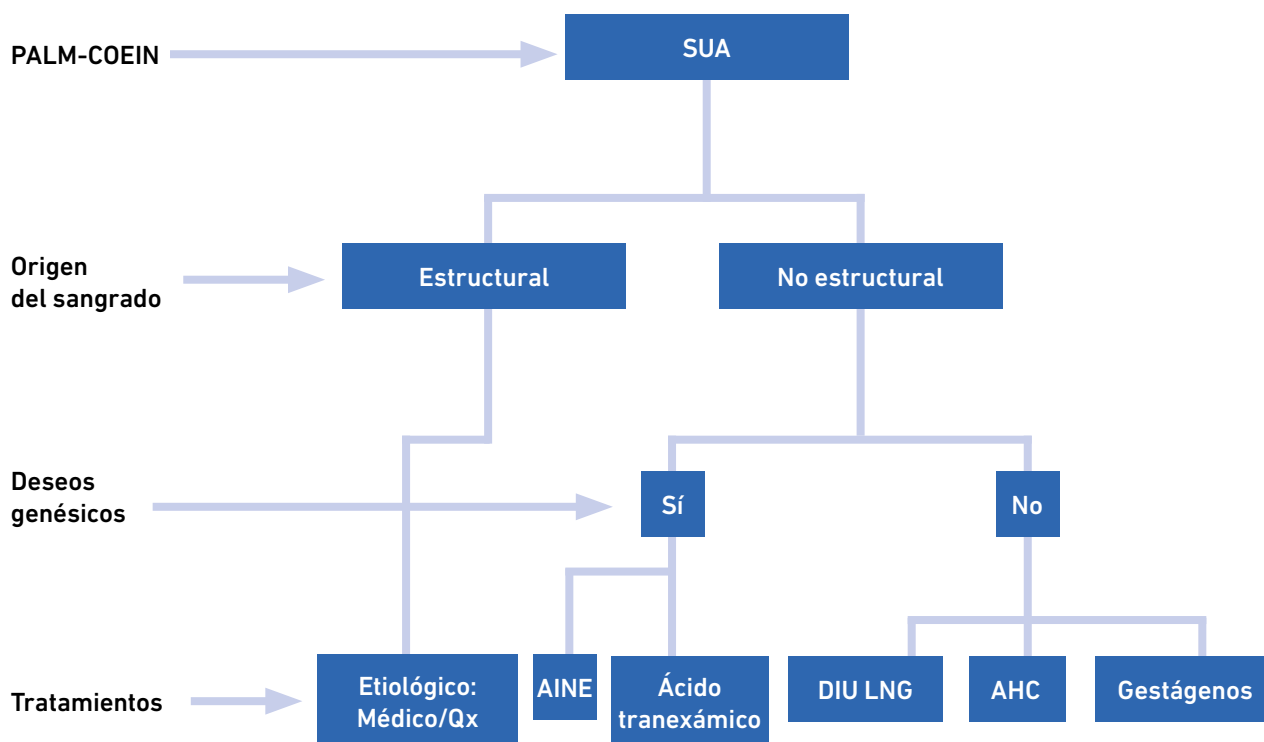 PALM-COEIN
SUA
Origen
del sangrado
Estructural
No estructural
Deseos
genésicos
Sí
No
Tratamientos
Etiológico:
Médico/Qx
AINE
Ácido
tranexámico
DIU LNG
AHC
Gestágenos